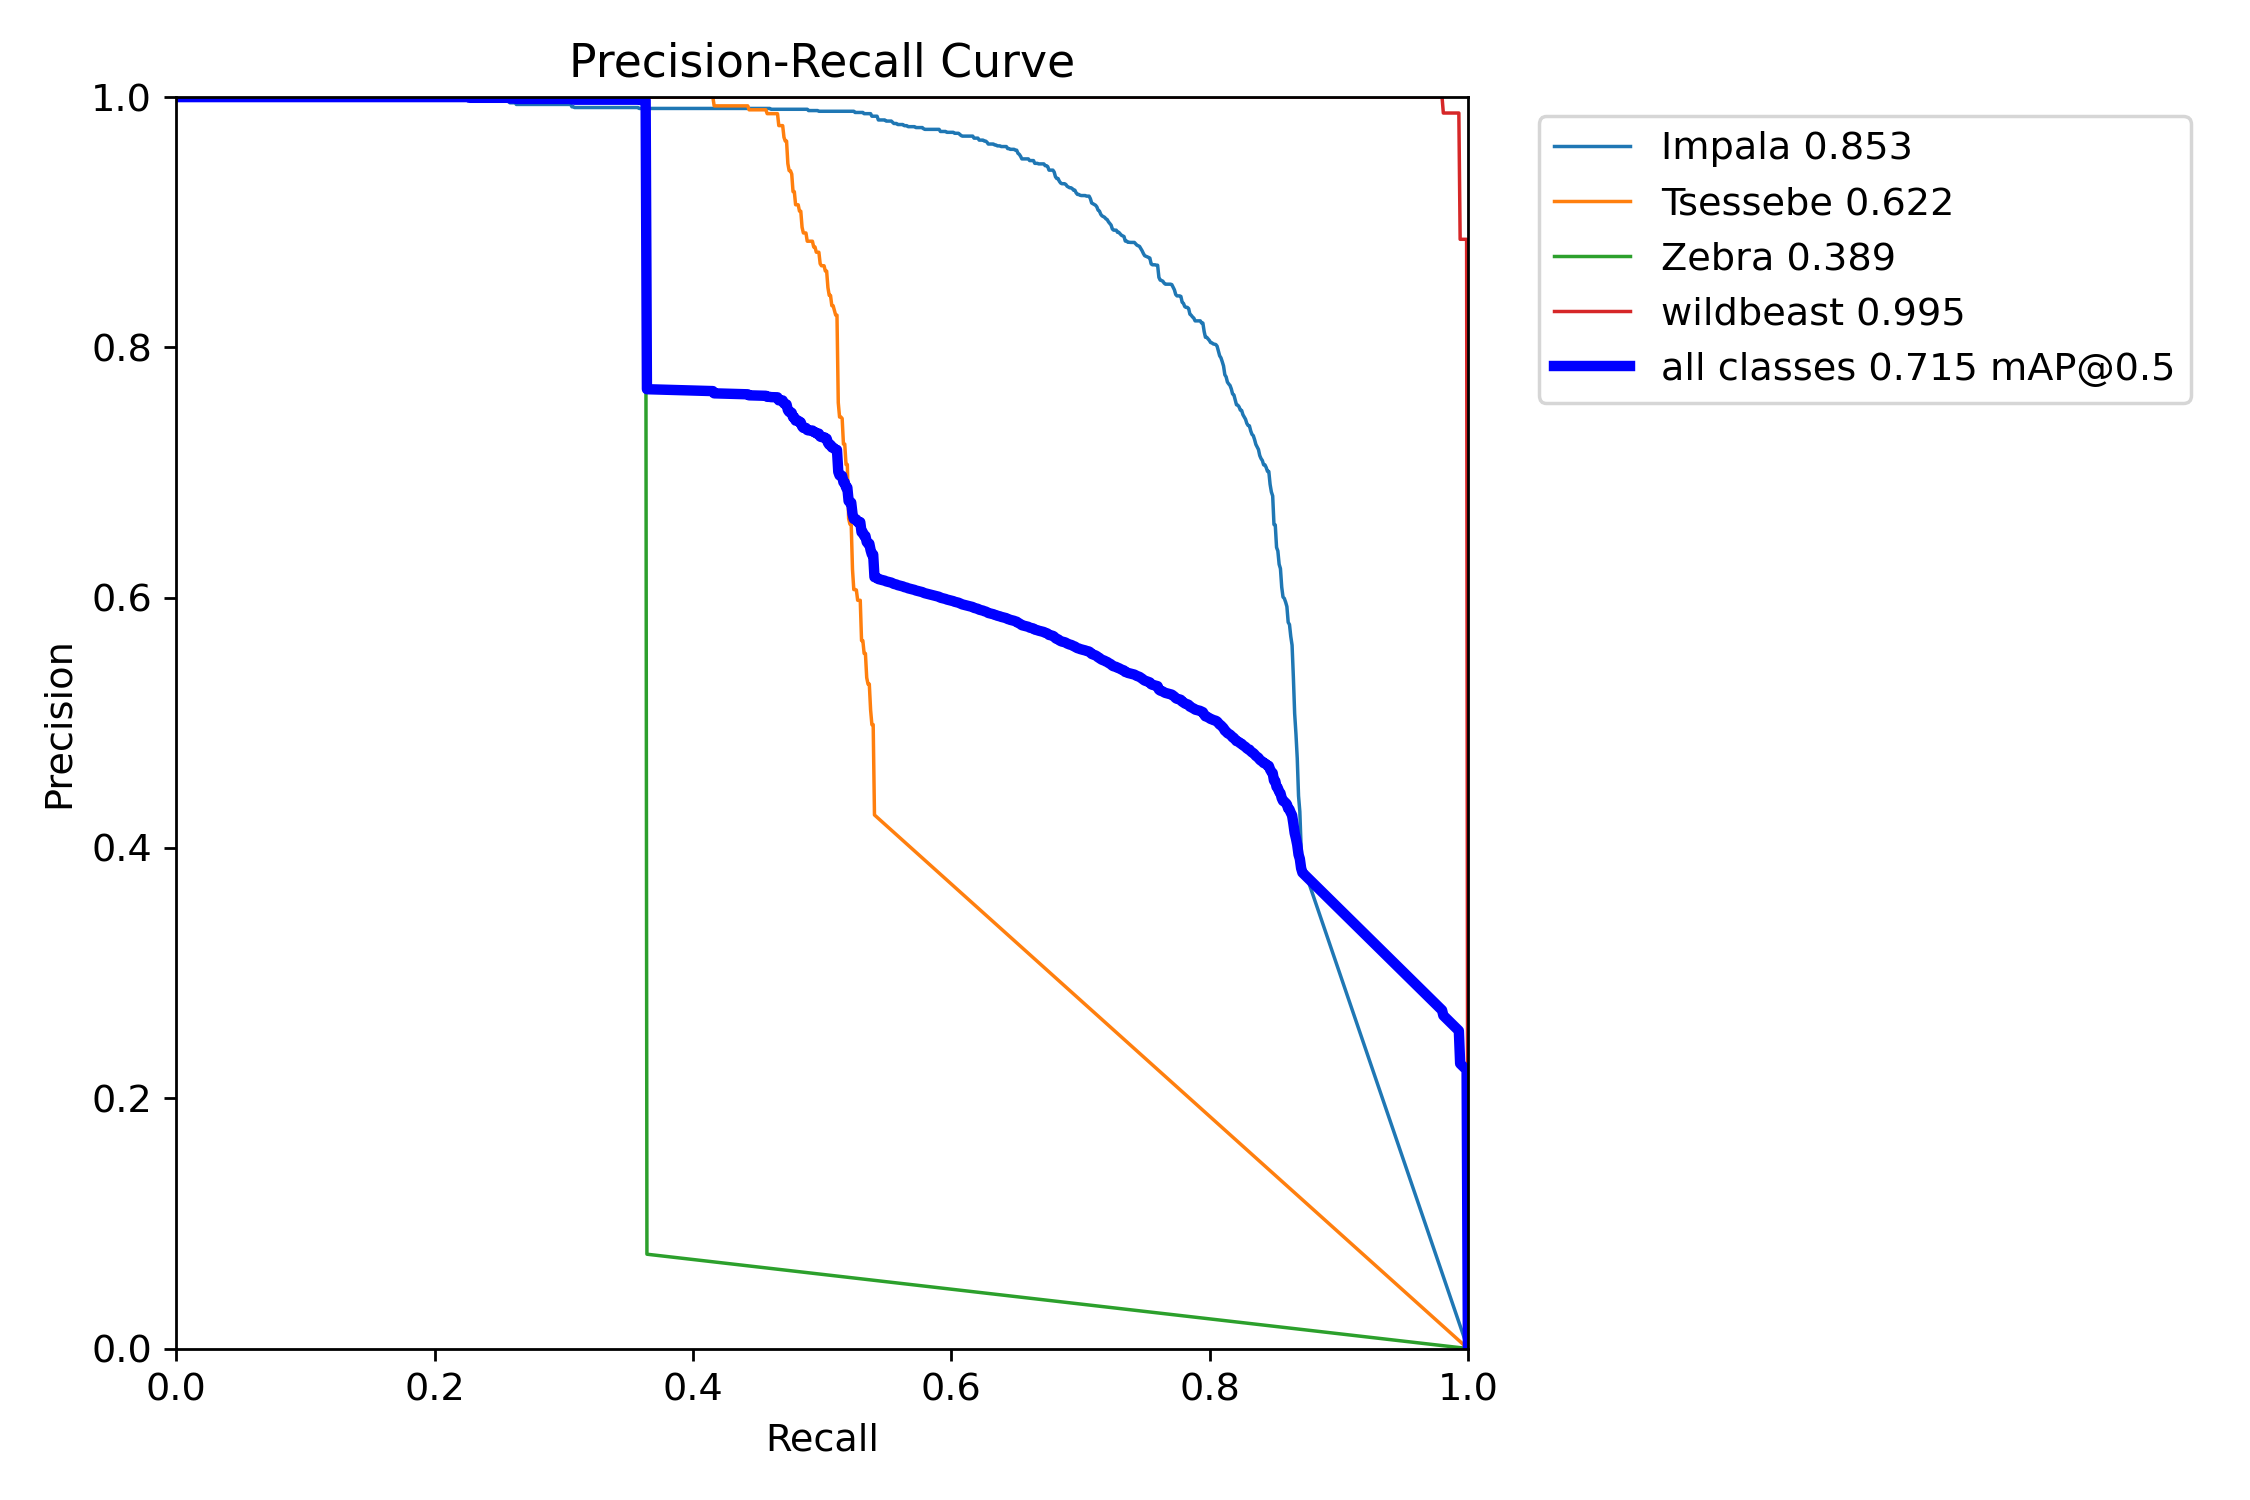 Precision-Recall Curve
1.0
0.8
0.6
0.4
0.2
0.0
Precision
0.0 0.2 0.4 0.6 0.8 1.0
Recall
Impala 0.853
Tsessebe 0.622
Zebra 0.389
wildbeast 0.995
all classes 0.715 mAP@0.5